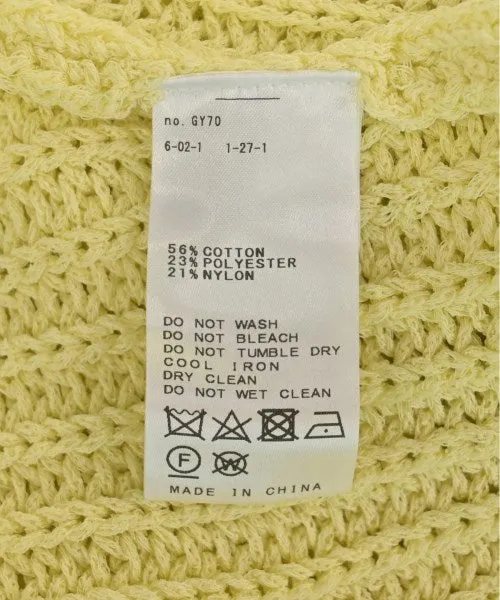 no. GY70
6-02-1 1-27-1
56% COTTON
23% POLYESTER
21% NYLON
DO NOT WASH
DO NOT BLEACH
DO NOT TUMBLE DRY
COOL IRON
DRY CLEAN
DO NOT WET CLEAN
F W
MADE IN CHINA